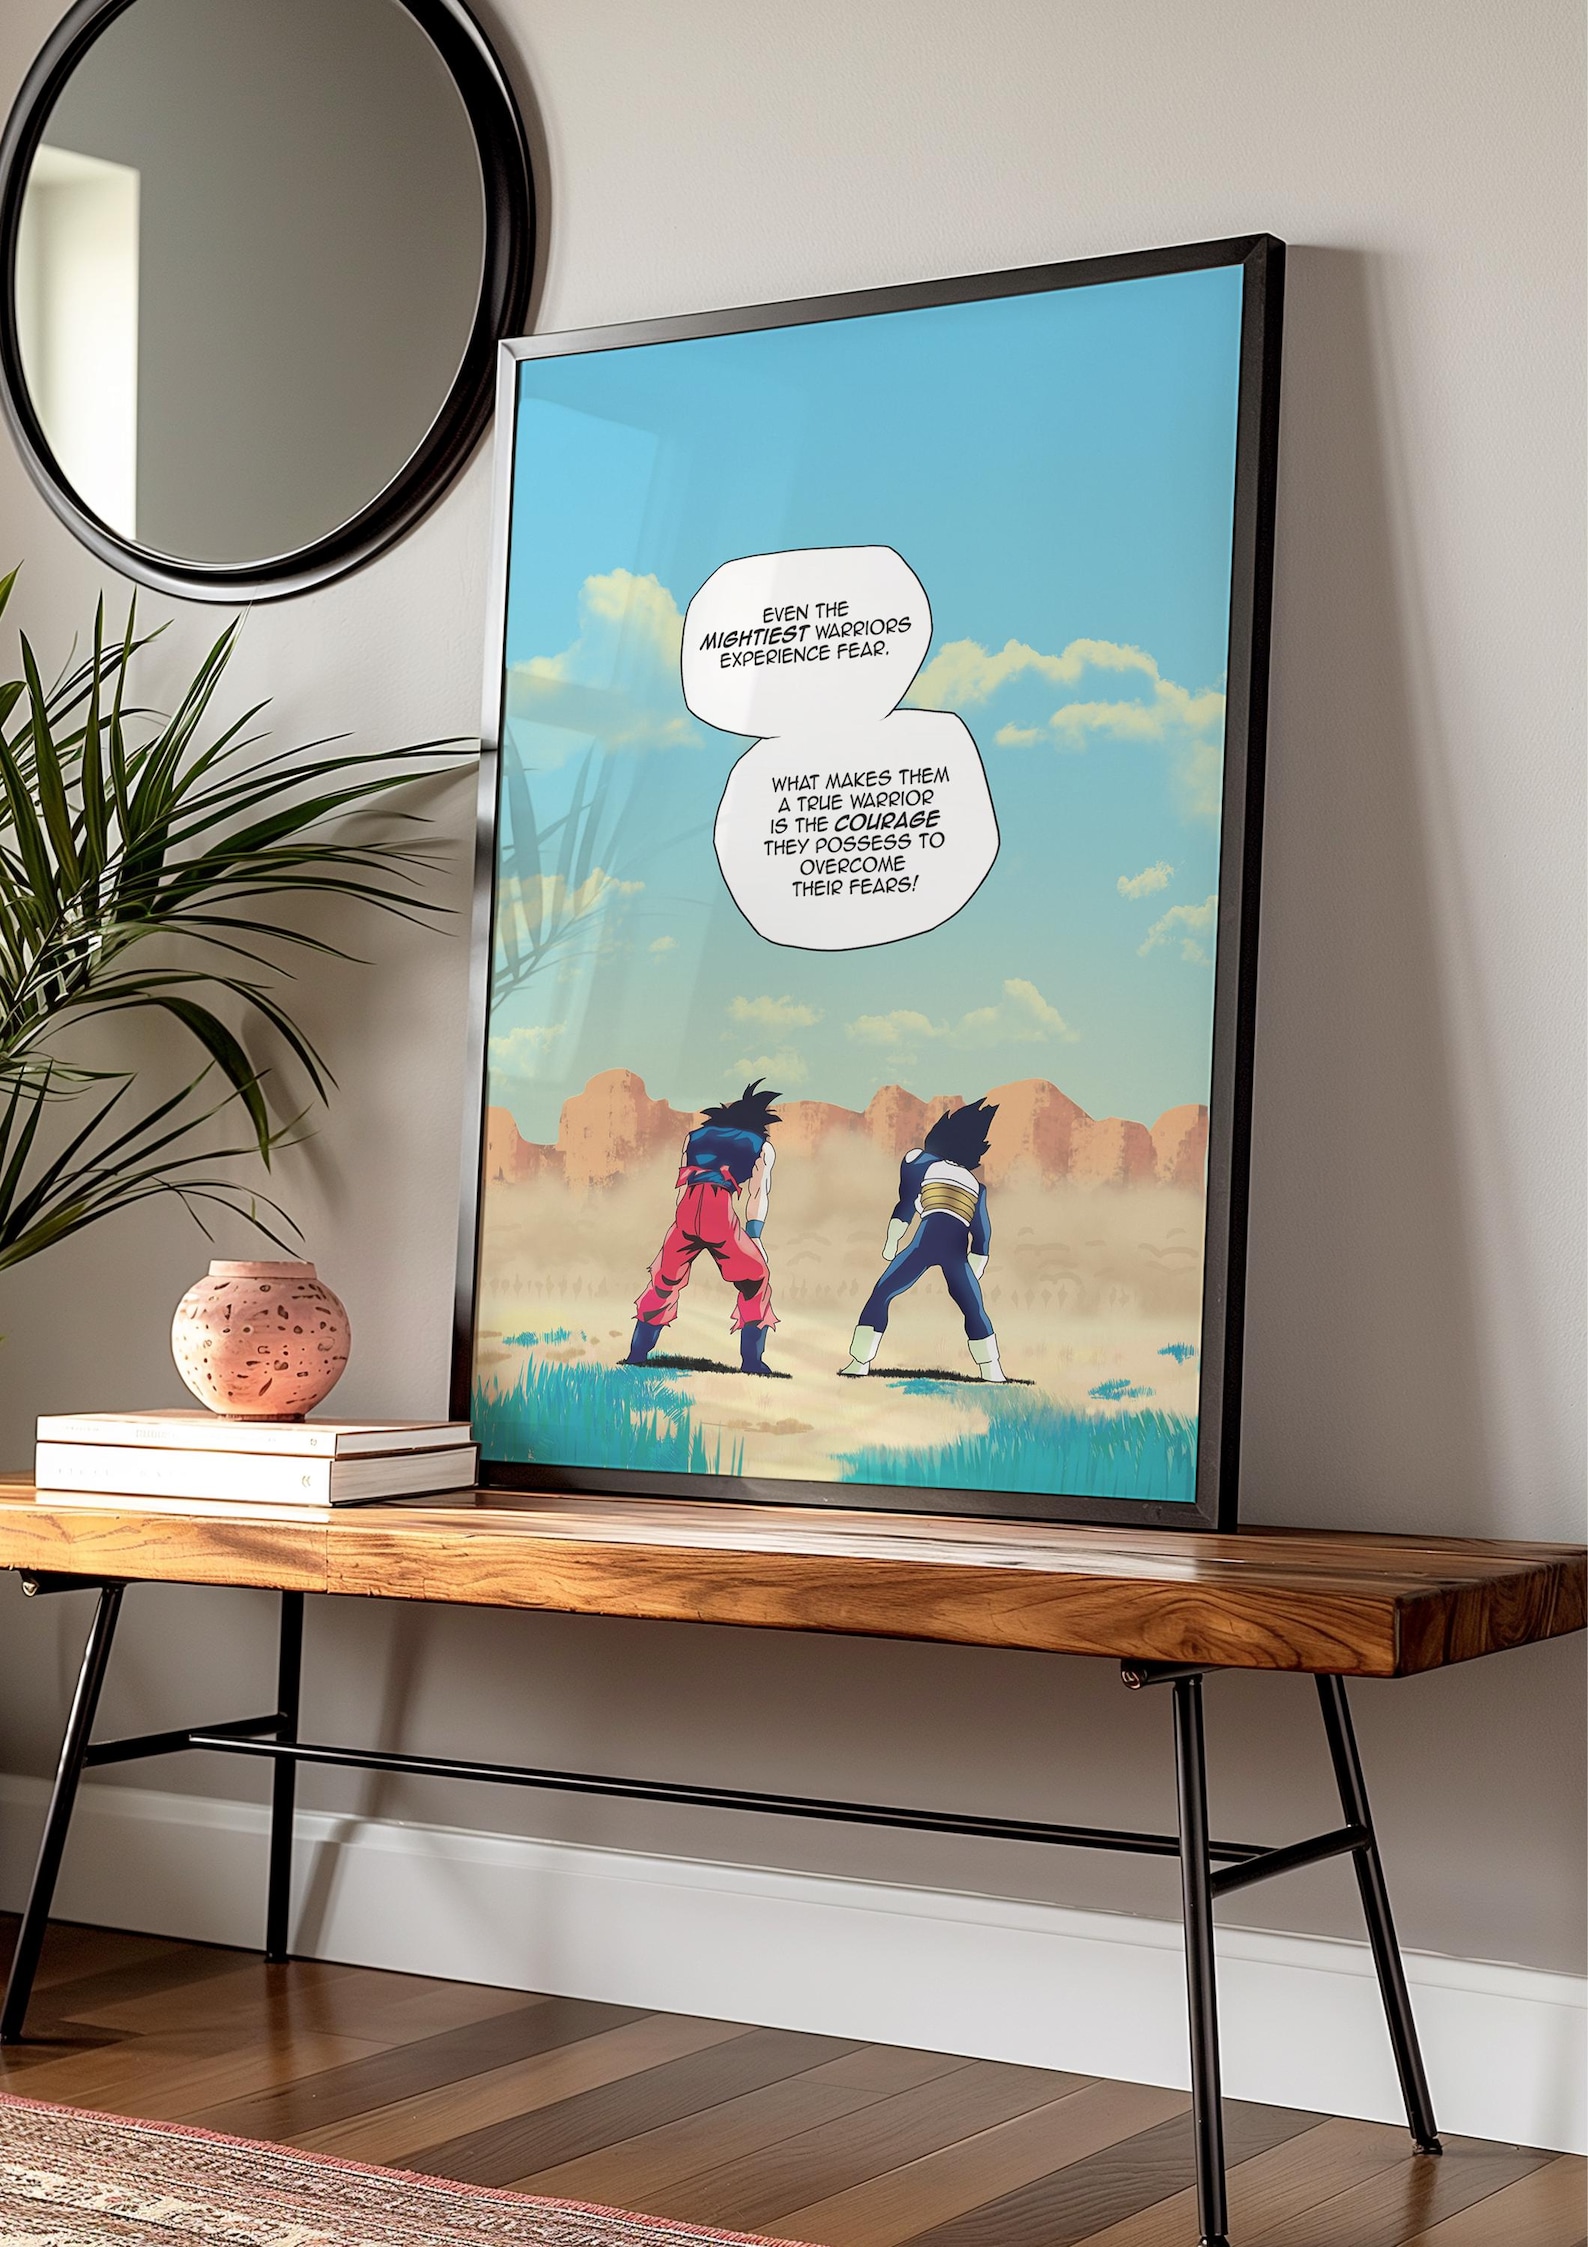 EVEN THE
MIGHTIEST WARRIORS
EXPERIENCE FEAR.
WHAT MAKES THEM
A TRUE WARRIOR
IS THE COURAGE
THEY POSSESS TO
OVERCOME
THEIR FEARS!